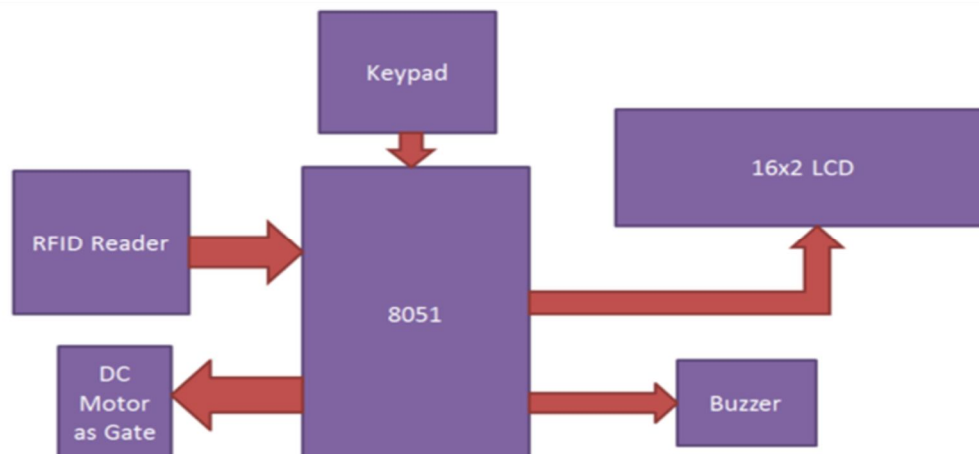 Keypad
16x2 LCD
RFID Reader
8051
DC
Motor
as Gate
Buzzer